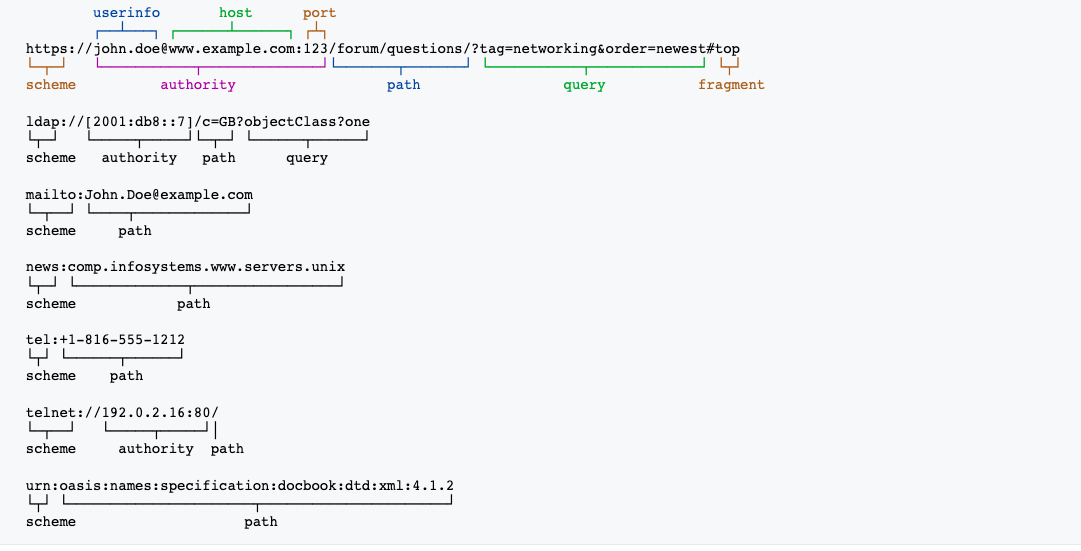 userinfo host port
https://john.doe@www.example.com:123/forum/questions/?tag=networking&order=newest#top
scheme authority path query fragment
ldap://[2001:db8::7]/c=GB?objectClass?one
scheme authority path query
mailto:John.Doe@example.com
scheme path
news:comp.infosystems.www.servers.unix
scheme path
tel:+1-816-555-1212
scheme path
telnet://192.0.2.16:80/
scheme authority path
urn:oasis:names:specification:docbook:dtd:xml:4.1.2
scheme path